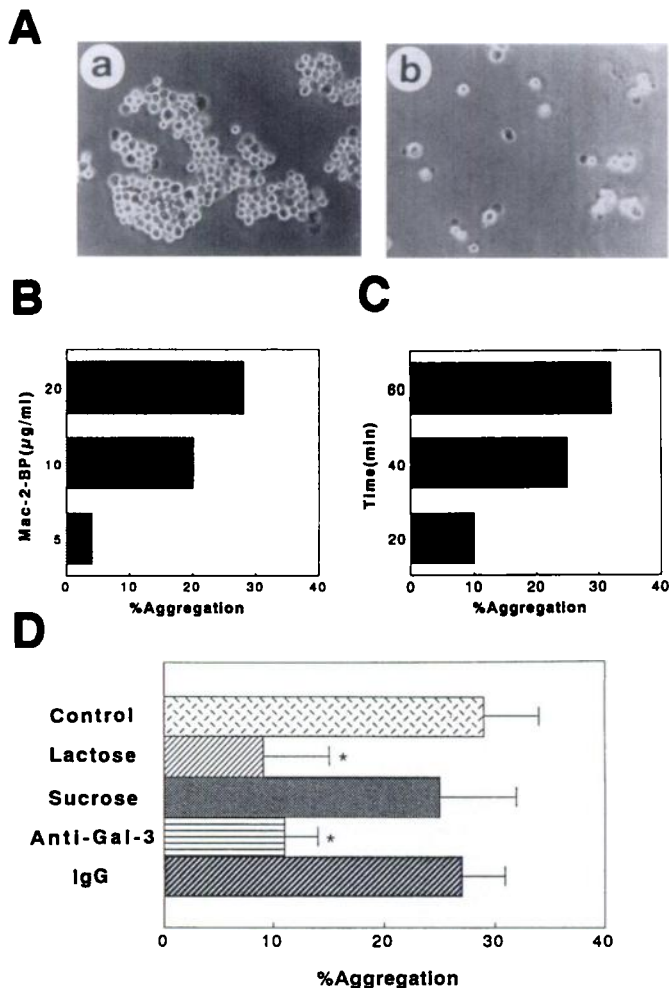 A
a
b
B
C
Mac-2-BP(µg/ml)
20
10
5
0 10 20 30 40
%Aggregation
Time(min)
60
40
20
0 10 20 30 40
%Aggregation
D
Control
Lactose
*
Sucrose
Anti-Gal-3
*
IgG
0 10 20 30 40
%Aggregation